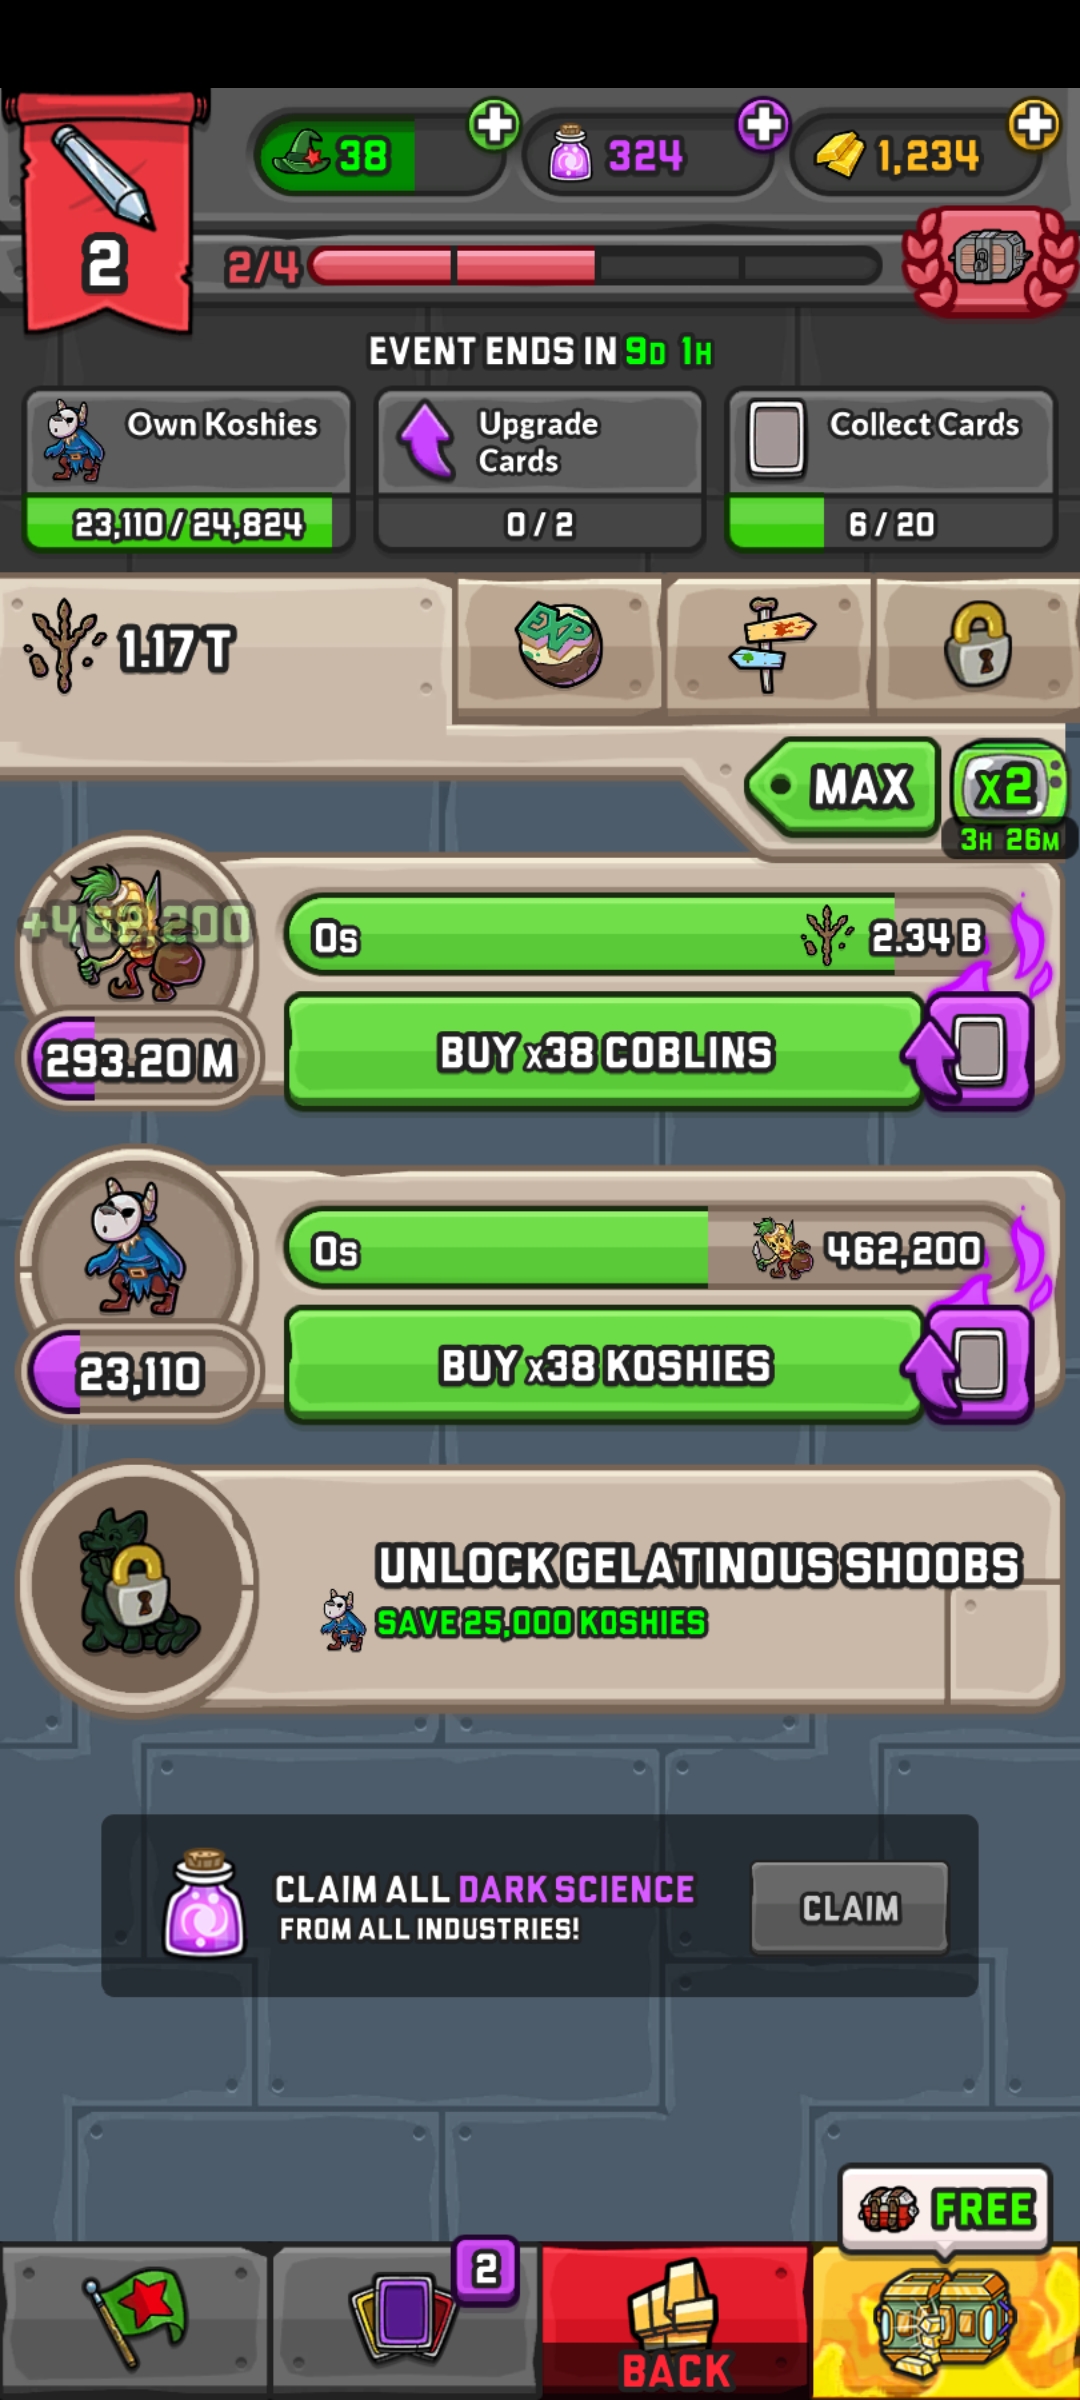 38
324
1,234
2
2/4
EVENT ENDS IN 9D 1H
Own Koshies
23,110 / 24,824
Upgrade
Cards
0 / 2
Collect Cards
6 / 20
1.17 T
EXP
MAX
x2
3H 26M
+462,200
0s
2.34 B
293.20 M
BUY x38 COBLINS
0s
462,200
23,110
BUY x38 KOSHIES
UNLOCK GELATINOUS SHOOBS
SAVE 25,000 KOSHIES
CLAIM ALL DARK SCIENCE
FROM ALL INDUSTRIES!
CLAIM
FREE
2
BACK